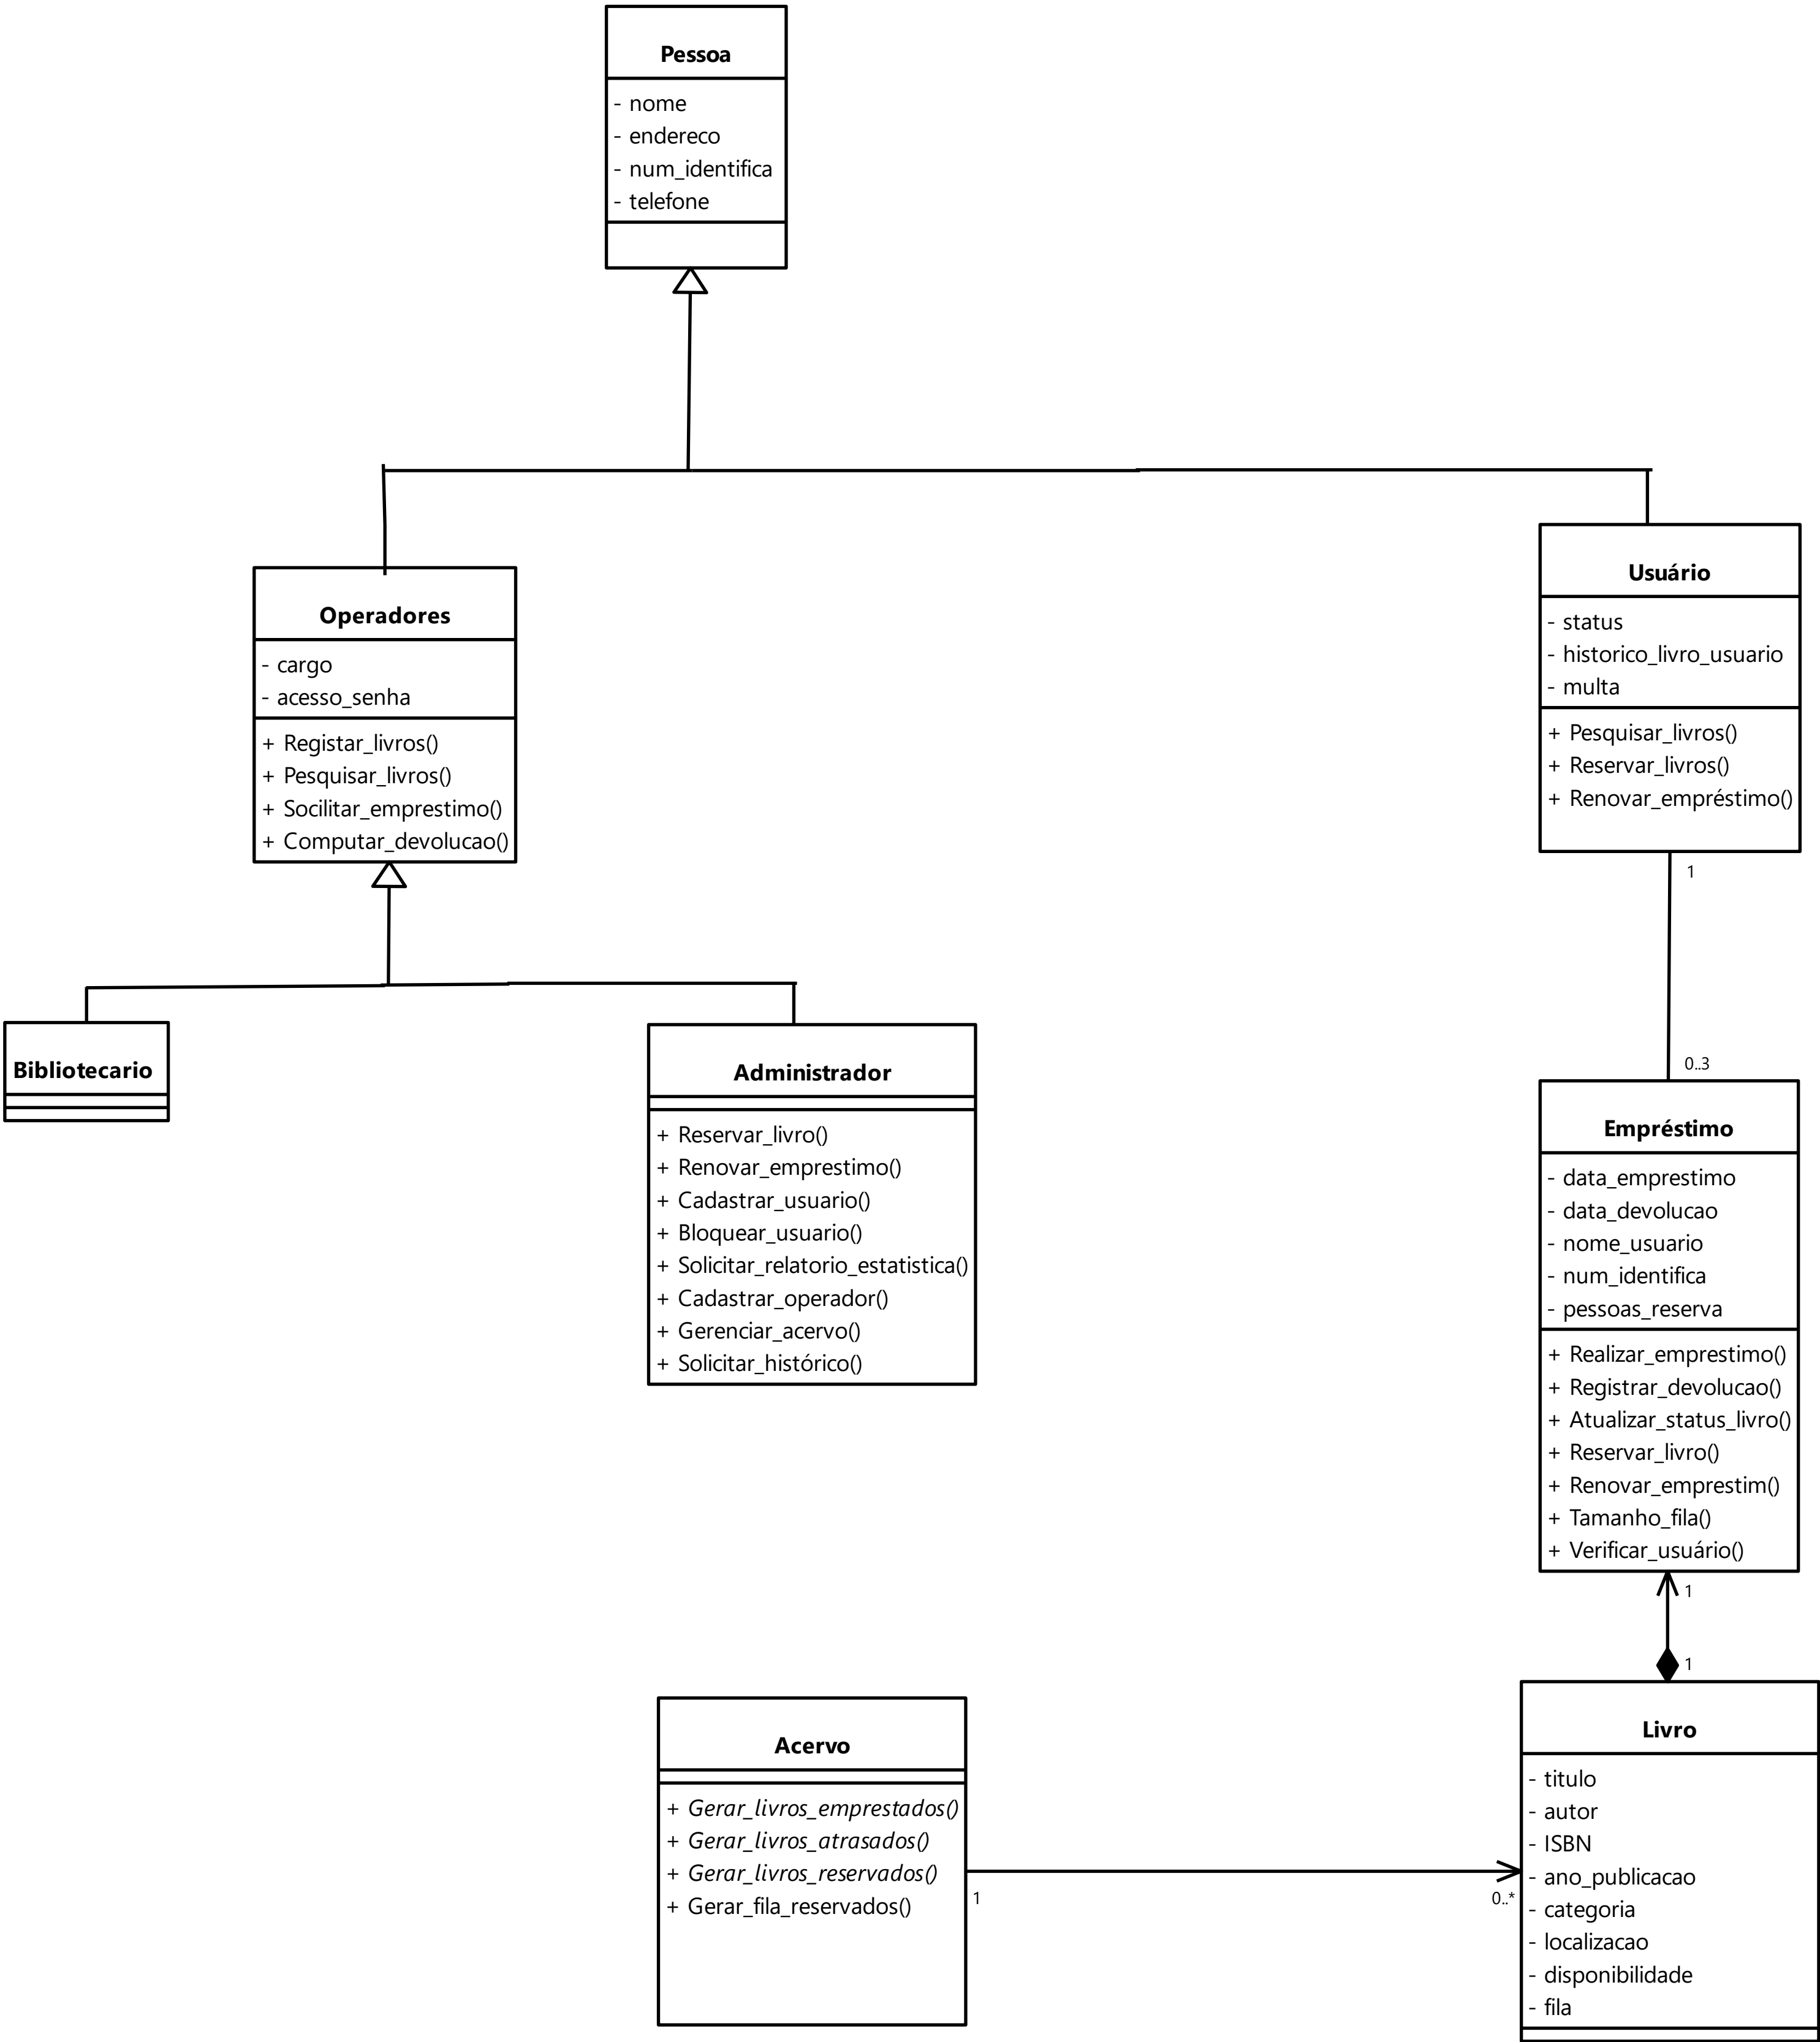 Pessoa
- nome
- endereco
- num_identifica
- telefone
Operadores
- cargo
- acesso_senha
+ Registar_livros()
+ Pesquisar_livros()
+ Socilitar_emprestimo()
+ Computar_devolucao()
Usuário
- status
- historico_livro_usuario
- multa
+ Pesquisar_livros()
+ Reservar_livros()
+ Renovar_empréstimo()
1
0..3
Bibliotecario
Administrador
+ Reservar_livro()
+ Renovar_emprestimo()
+ Cadastrar_usuario()
+ Bloquear_usuario()
+ Solicitar_relatorio_estatistica()
+ Cadastrar_operador()
+ Gerenciar_acervo()
+ Solicitar_histórico()
Empréstimo
- data_emprestimo
- data_devolucao
- nome_usuario
- num_identifica
- pessoas_reserva
+ Realizar_emprestimo()
+ Registrar_devolucao()
+ Atualizar_status_livro()
+ Reservar_livro()
+ Renovar_emprestim()
+ Tamanho_fila()
+ Verificar_usuário()
1
1
Acervo
+ Gerar_livros_emprestados()
+ Gerar_livros_atrasados()
+ Gerar_livros_reservados()
+ Gerar_fila_reservados()
1
0..*
Livro
- titulo
- autor
- ISBN
- ano_publicacao
- categoria
- localizacao
- disponibilidade
- fila